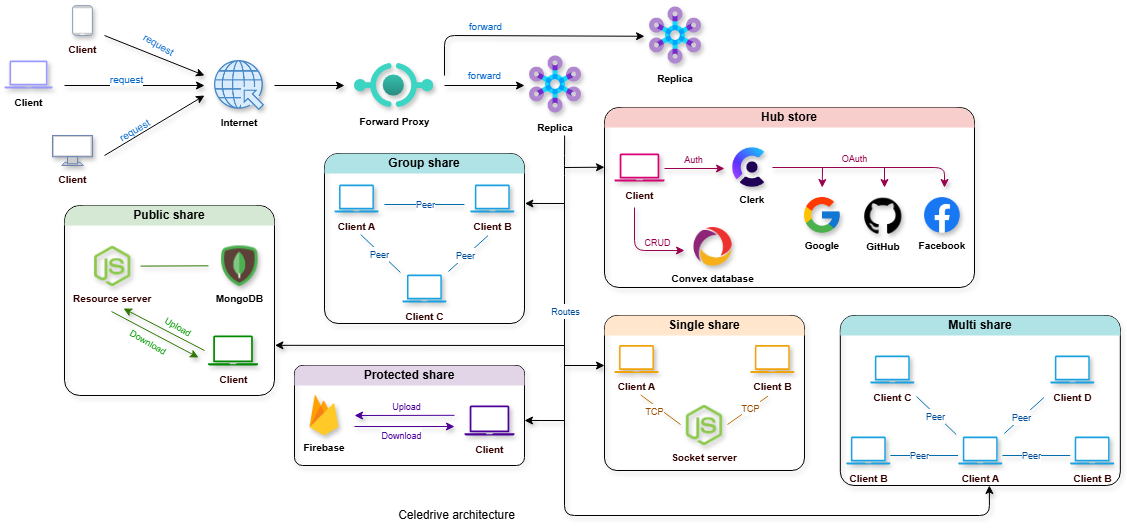 Client
request
Client
request
Client
request
Internet
Forward Proxy
forward
forward
Replica
Replica
Hub store
Client
Auth
Clerk
OAuth
Google
GitHub
Facebook
CRUD
Convex database
Group share
Client A
Peer
Client B
Peer
Peer
Client C
Public share
Resource server
MongoDB
Upload
Download
Client
Routes
Protected share
Firebase
Upload
Download
Client
Single share
Client A
Client B
TCP
TCP
Socket server
Multi share
Client C
Client D
Peer
Peer
Client B
Peer
Client A
Peer
Client B
Celedrive architecture